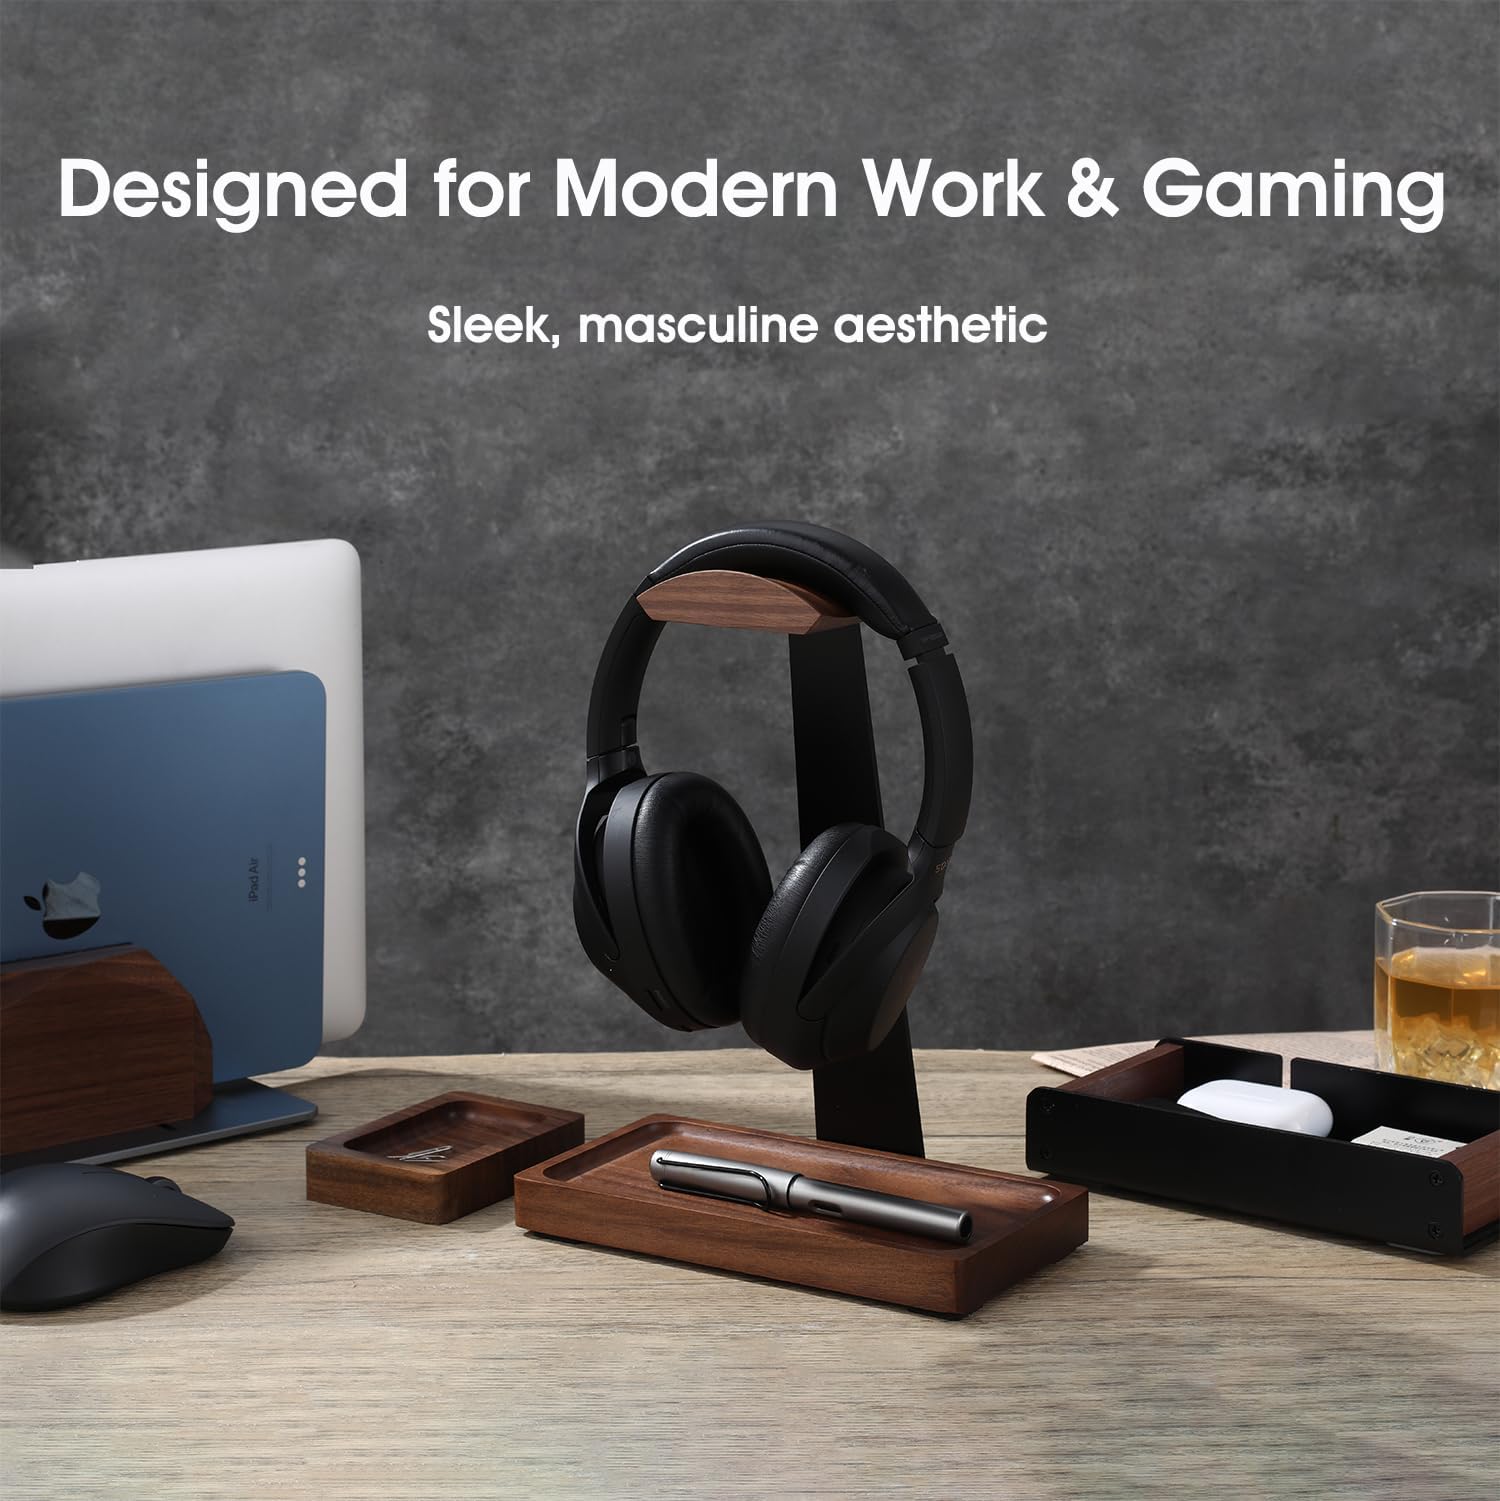 Designed for Modern Work & Gaming
Sleek, masculine aesthetic
iPad Air